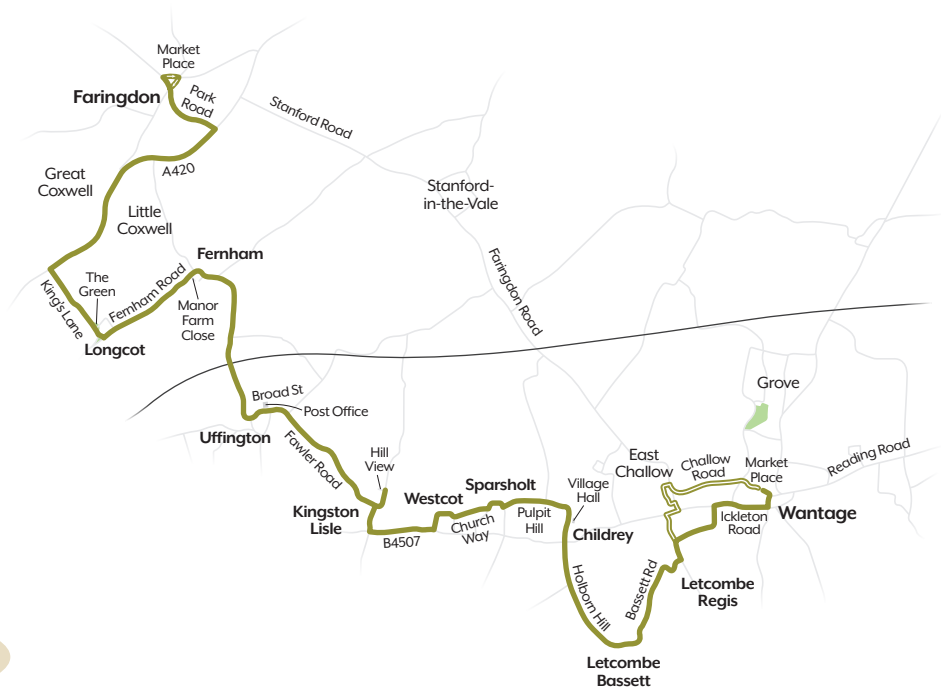 Market
Place
Faringdon
Park
Road
Stanford Road
A420
Great
Coxwell
Little
Coxwell
Stanford-
in-the-Vale
Fernham
The
Green
Fernham Road
King's Lane
Manor
Farm
Close
Longcot
Faringdon Road
Broad St
Post Office
Uffington
Fawler Road
Grove
Hill
View
Kingston
Lisle
Westcot
Sparsholt
B4507
Church
Way
Pulpit
Hill
Village
Hall
Childrey
East
Challow
Challow
Road
Market
Place
Reading Road
Wantage
Ickleton
Road
Holborn Hill
Bassett Rd
Letcombe
Regis
Letcombe
Bassett